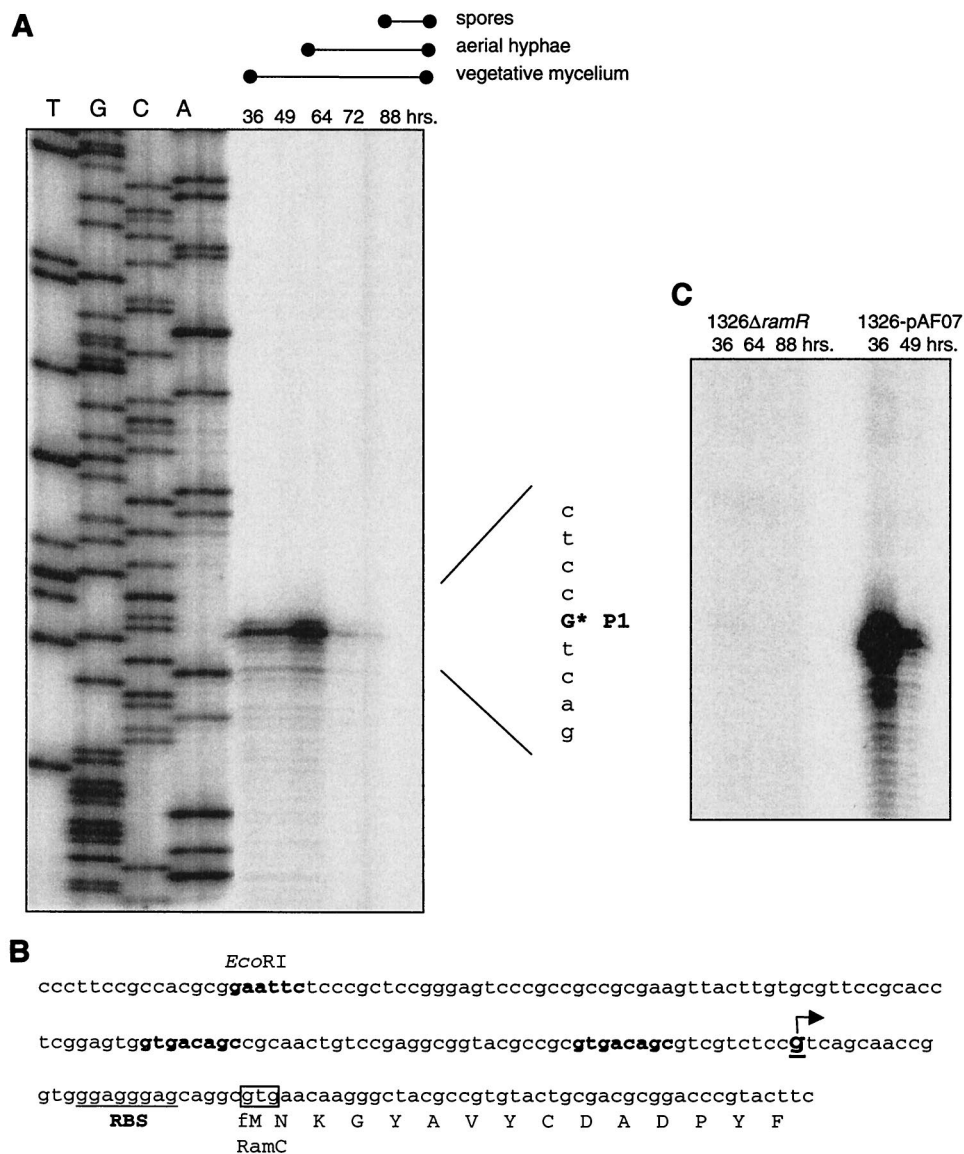 A
spores
aerial hyphae
vegetative mycelium
T G C A
36 49 64 72 88 hrs.
c
t
c
c
G* P1
t
c
a
g
C
1326ΔramR 1326-pAF07
36 64 88 hrs. 36 49 hrs.
B
EcoRI
cccttccgccacgcggaattctcccgctccgggagtcccgccgccgcgaagttacttgtgcgttccgcacc
tcggagtggtgacagcccgcaactgtccgaggcggtacgccgcgtgacagcgtcgtctccgtcagcaaccg
gtgggagggagcaggcgtgaacaagggctacgccgtgtactgcgacgcggacccgtacttc
RBS fM N K G Y A V Y C D A D P Y F
RamC